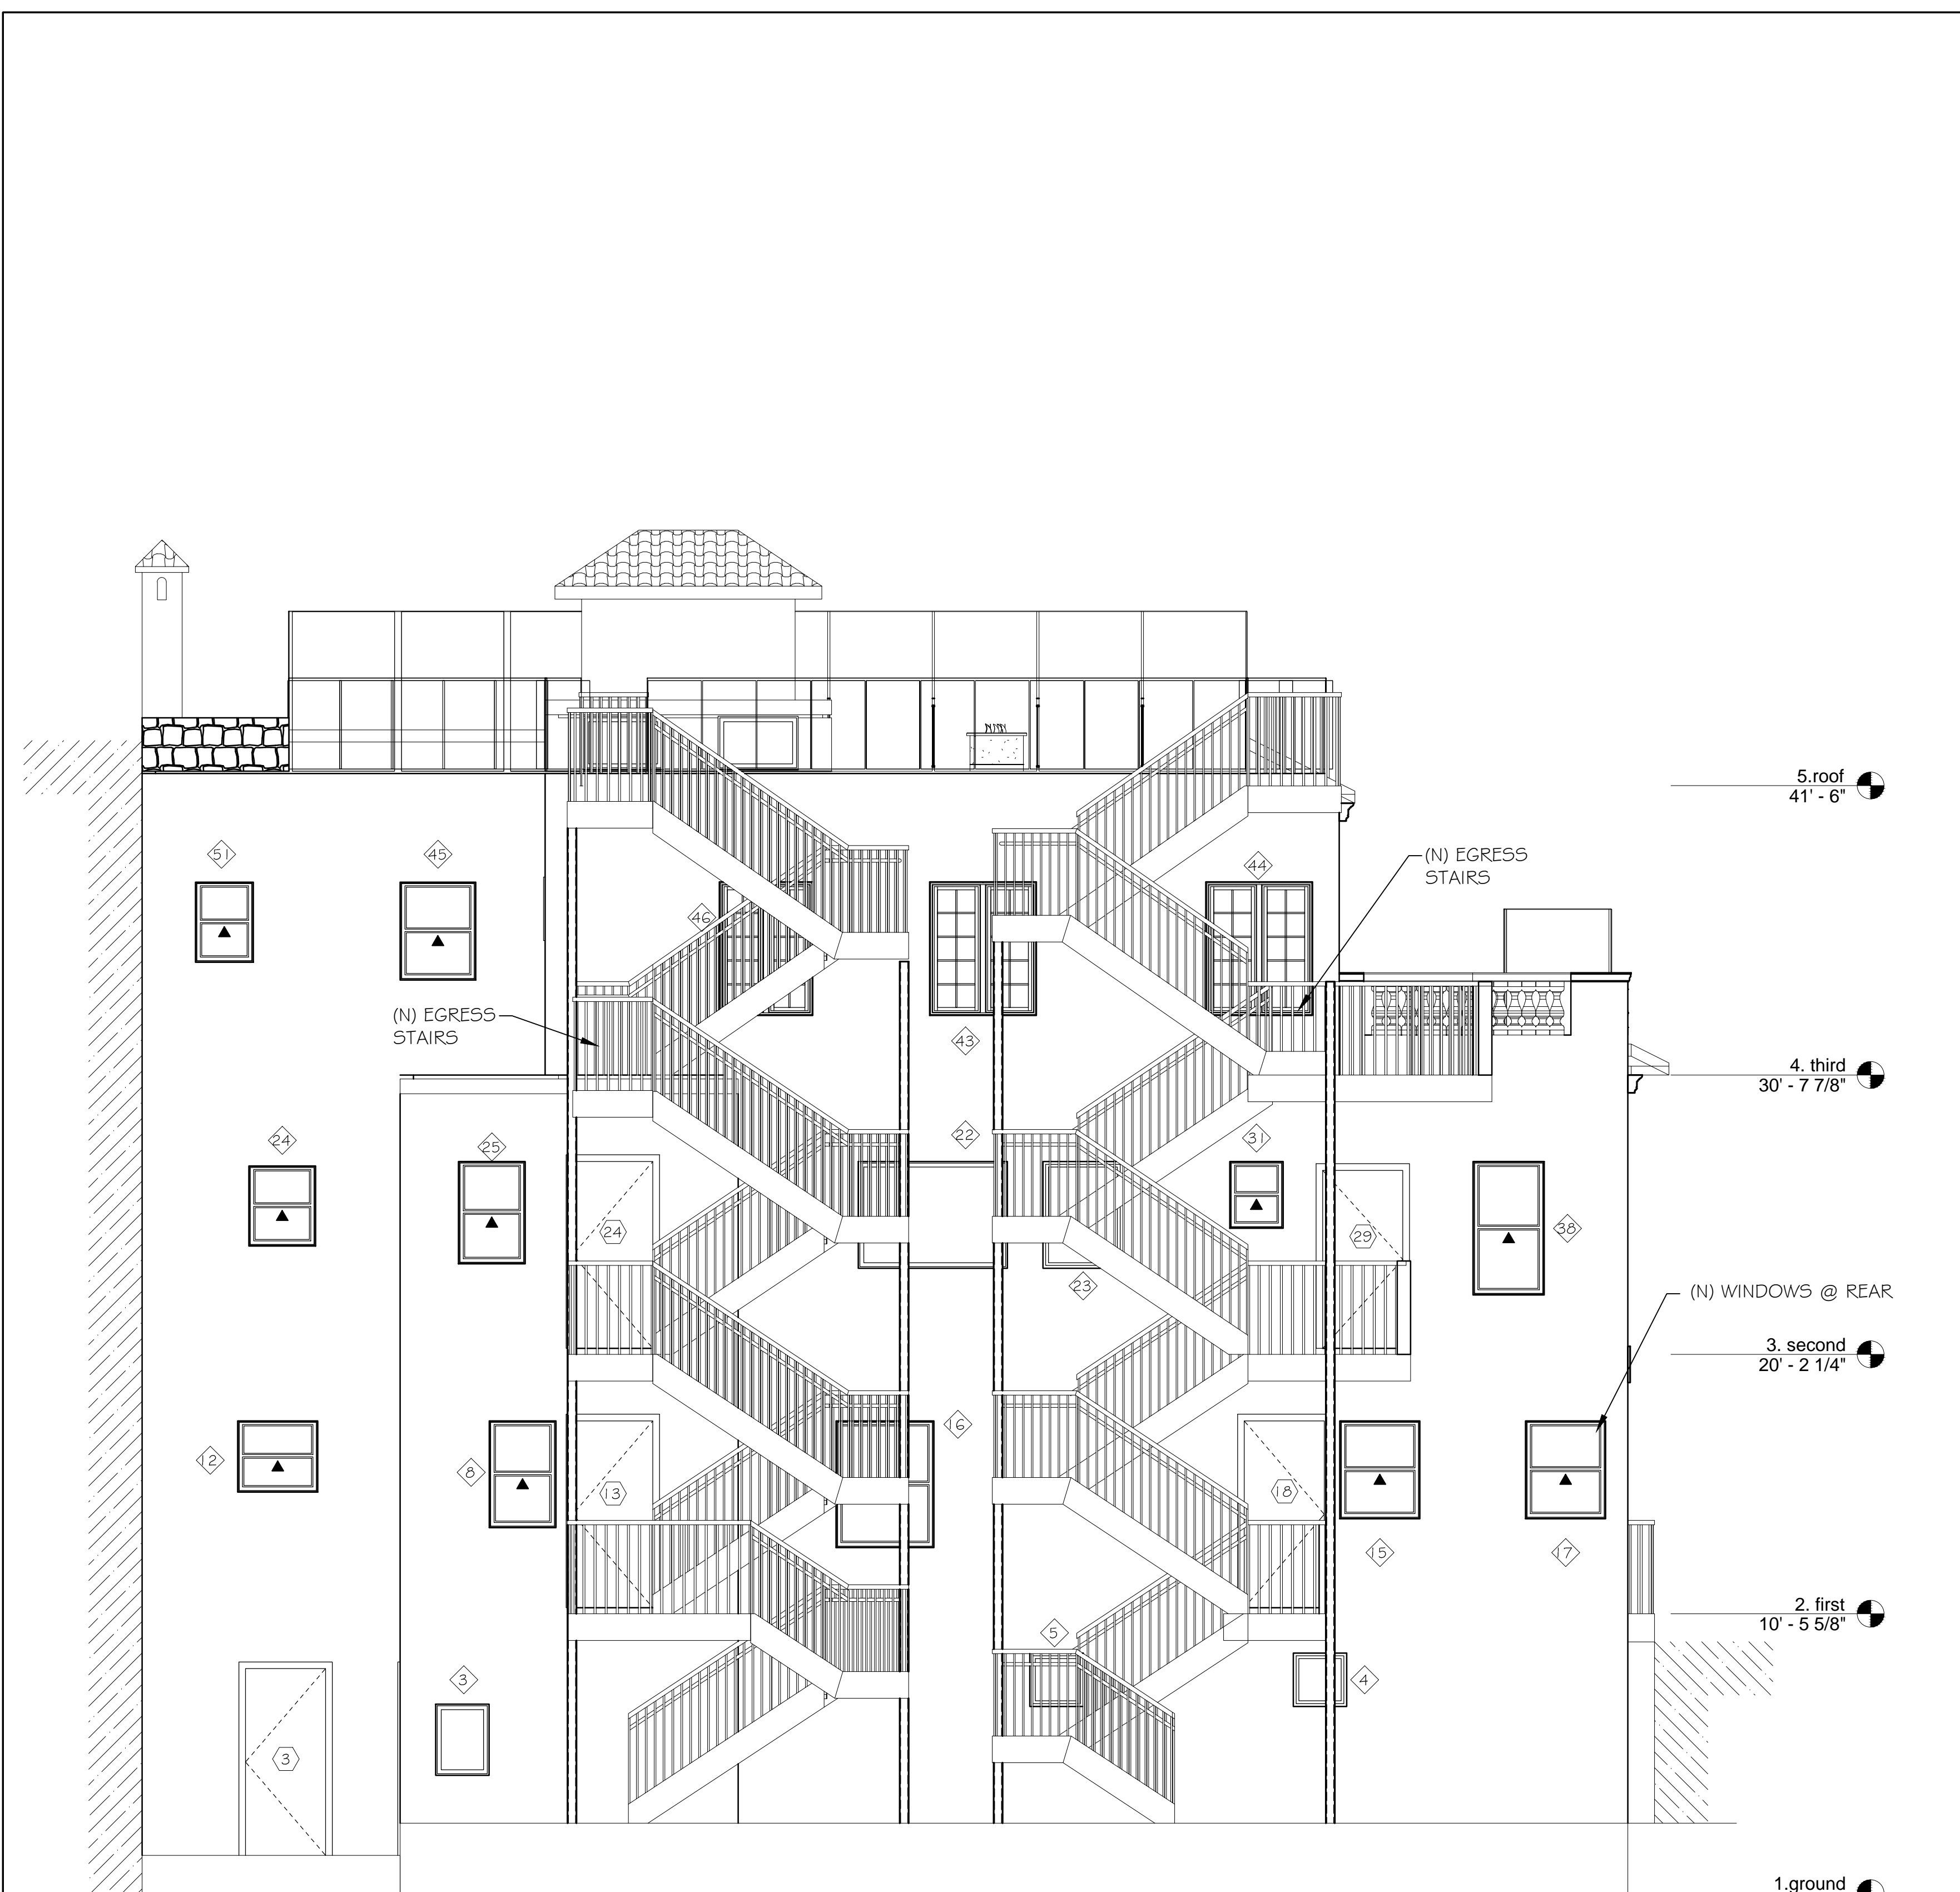 5.roof
41' - 6"
51
45
44
(N) EGRESS
STAIRS
46
(N) EGRESS
STAIRS
43
4. third
30' - 7 7/8"
24
25
22
31
24
29
38
23
(N) WINDOWS @ REAR
3. second
20' - 2 1/4"
12
8
16
13
18
15
17
2. first
10' - 5 5/8"
5
3
4
3
1.ground